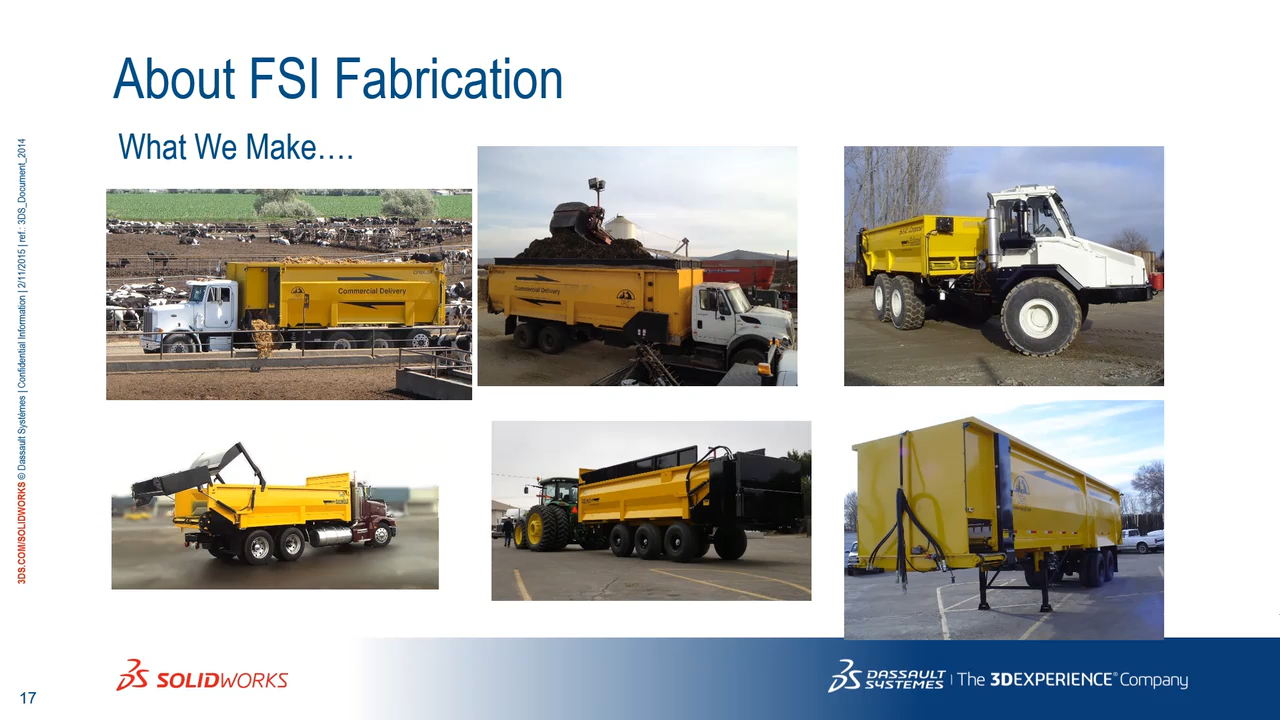 About FSI Fabrication
What We Make….
3DS.COM/SOLIDWORKS © Dassault Systèmes | Confidential Information | 2/11/2015 | ref.: 3DS_Document_2014
Commercial Delivery
Commercial Delivery
SOLIDWORKS
DASSAULT SYSTEMES | The 3DEXPERIENCE® Company
17